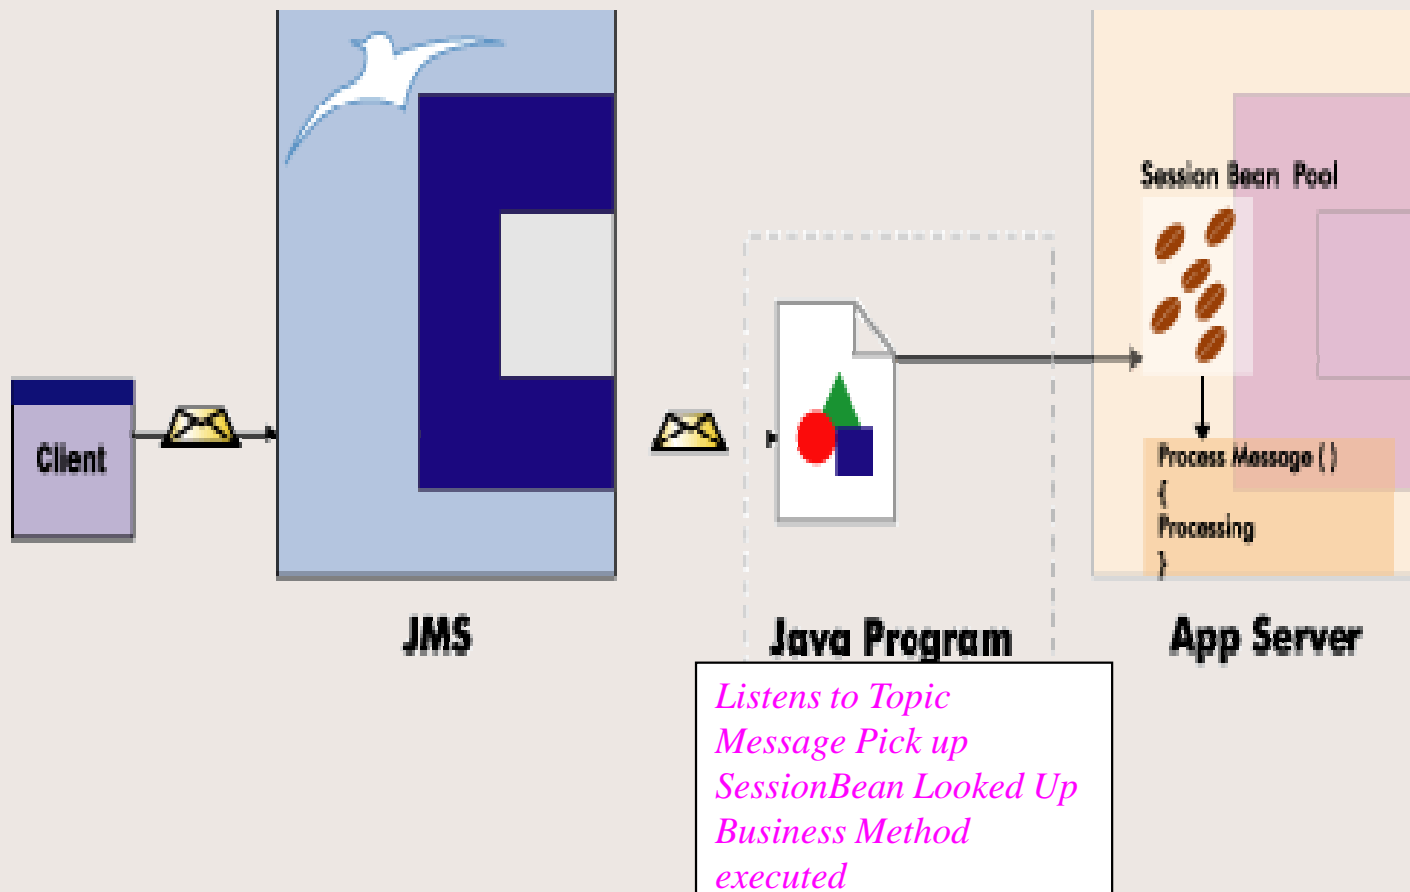 Session Bean Pool
Client
Process Message ( )
{
Processing
}
JMS
Java Program
App Server
Listens to Topic
Message Pick up
SessionBean Looked Up
Business Method
executed